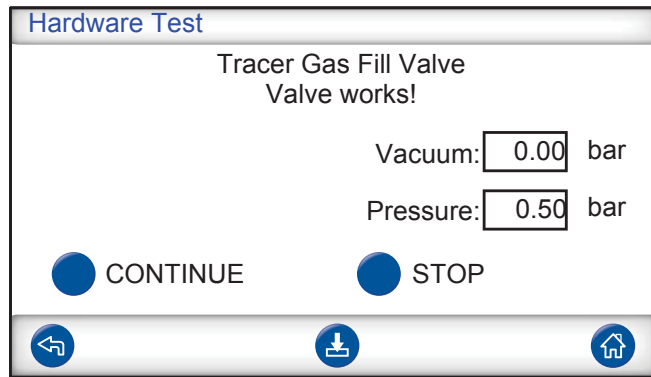 Hardware Test
Tracer Gas Fill Valve
Valve works!
Vacuum: 0.00 bar
Pressure: 0.50 bar
CONTINUE STOP